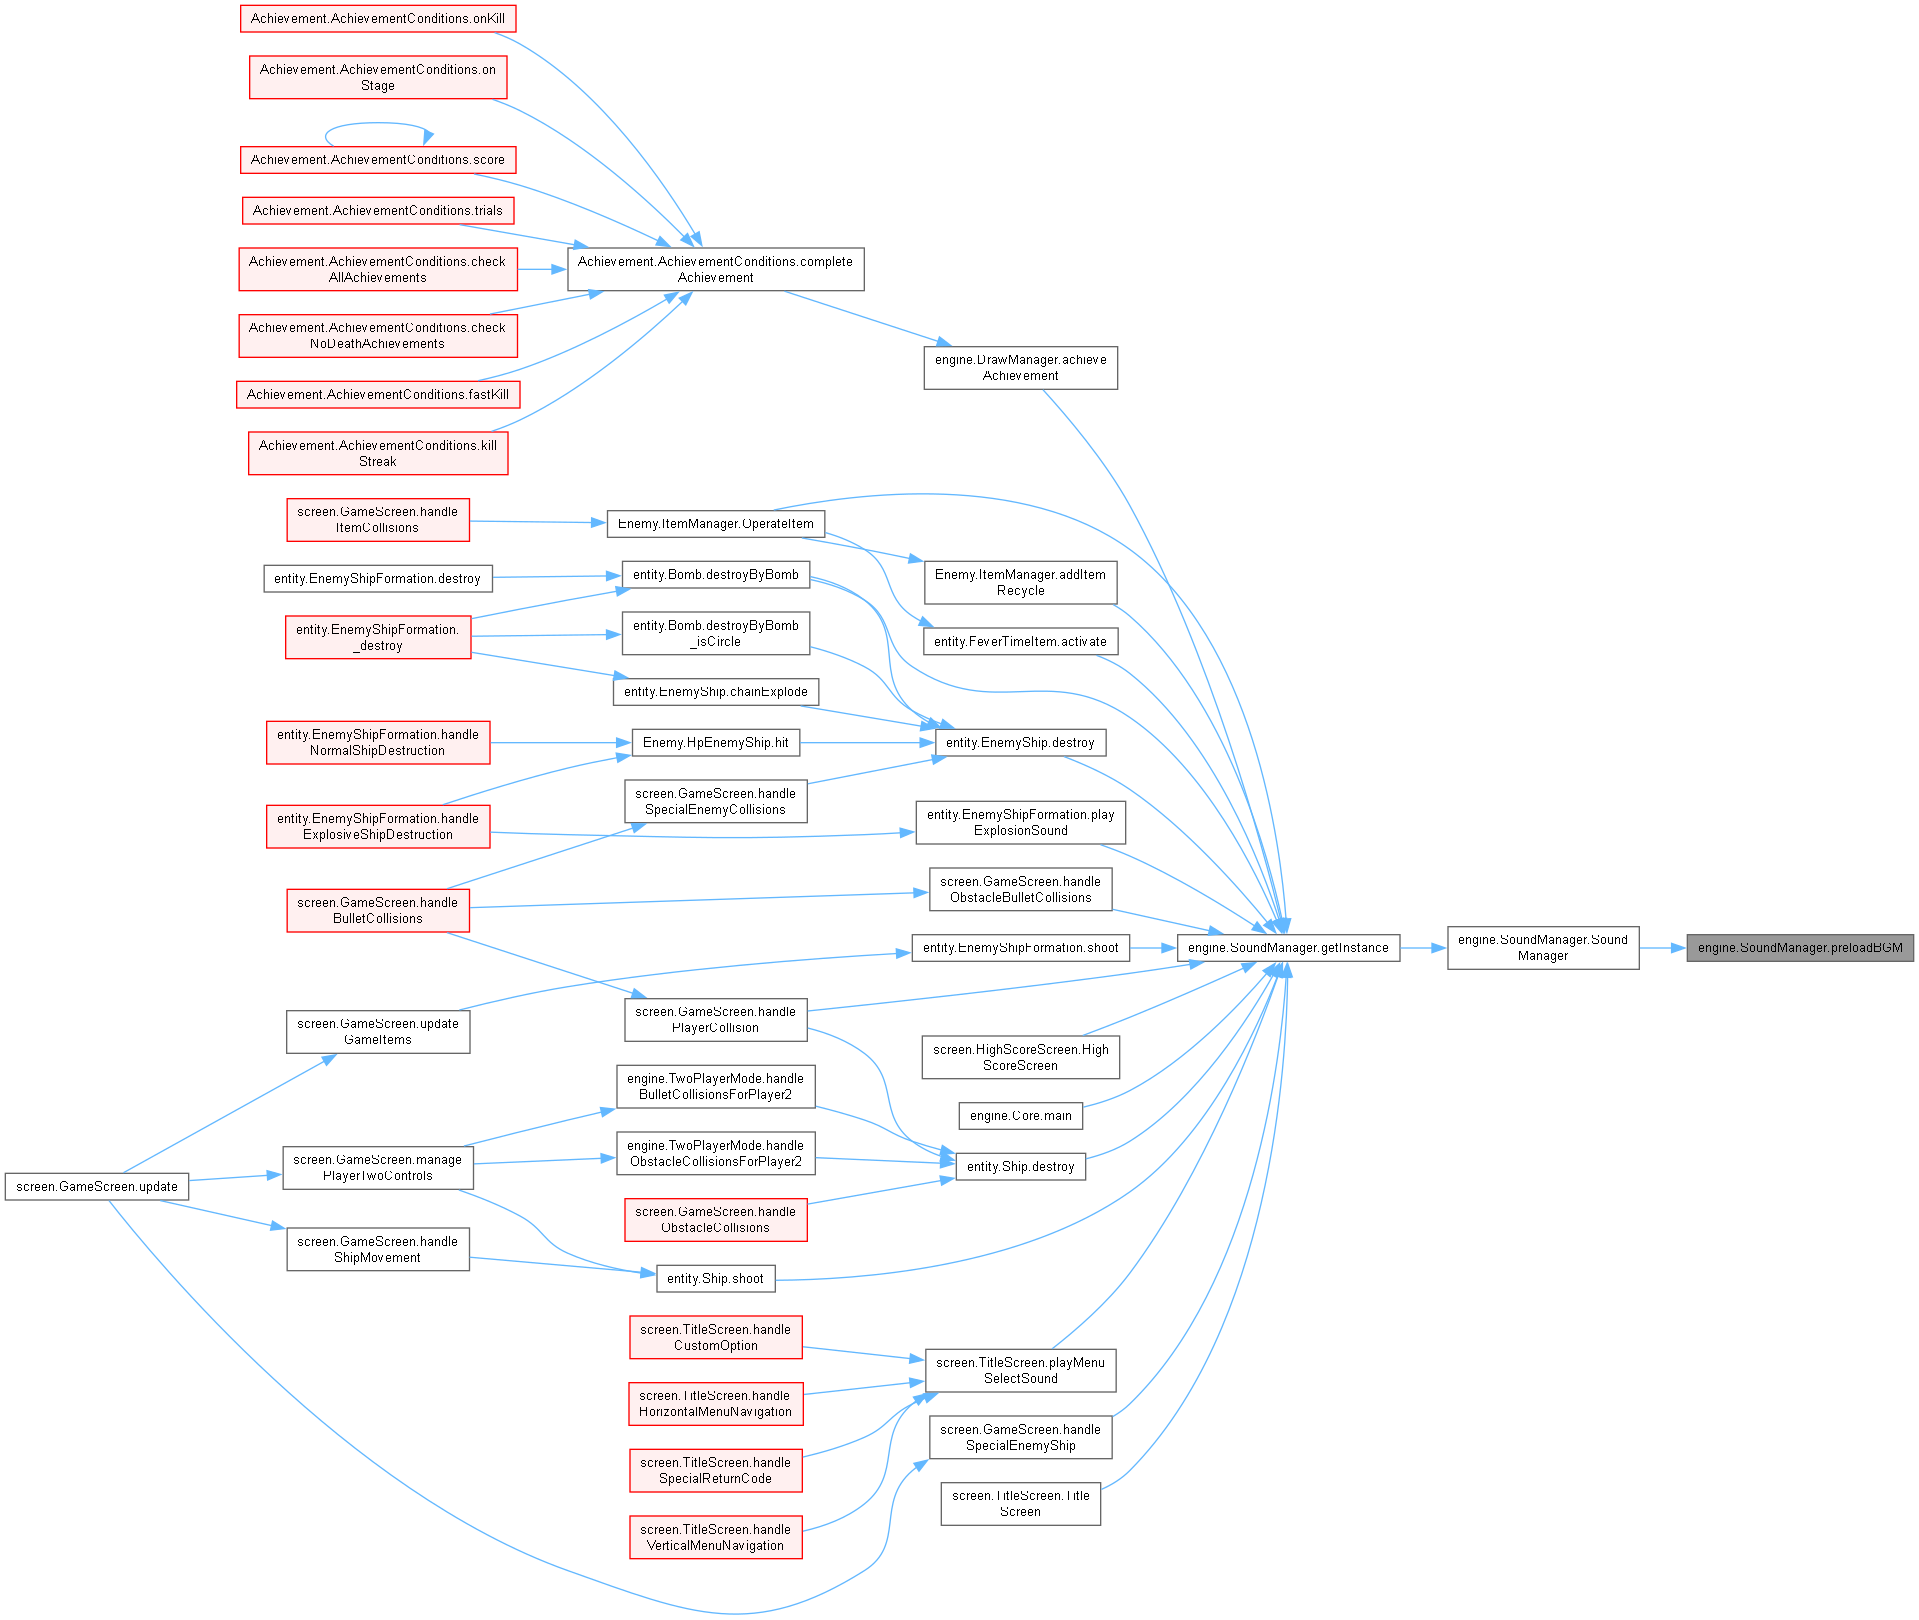 Achievement.AchievementConditions.onKill
Achievement.AchievementConditions.on
Stage
Achievement.AchievementConditions.score
Achievement.AchievementConditions.trials
Achievement.AchievementConditions.check
AllAchievements
Achievement.AchievementConditions.check
NoDeathAchievements
Achievement.AchievementConditions.fastKill
Achievement.AchievementConditions.kill
Streak
Achievement.AchievementConditions.complete
Achievement
engine.DrawManager.achieve
Achievement
screen.GameScreen.handle
ItemCollisions
Enemy.ItemManager.OperateItem
entity.EnemyShipFormation.destroy
entity.Bomb.destroyByBomb
Enemy.ItemManager.addItem
Recycle
entity.EnemyShipFormation.
_destroy
entity.Bomb.destroyByBomb
_isCircle
entity.FeverTimeItem.activate
entity.EnemyShip.chainExplode
entity.EnemyShipFormation.handle
NormalShipDestruction
Enemy.HpEnemyShip.hit
entity.EnemyShip.destroy
screen.GameScreen.handle
SpecialEnemyCollisions
entity.EnemyShipFormation.handle
ExplosiveShipDestruction
entity.EnemyShipFormation.play
ExplosionSound
screen.GameScreen.handle
BulletCollisions
screen.GameScreen.handle
ObstacleBulletCollisions
entity.EnemyShipFormation.shoot
engine.SoundManager.getInstance
engine.SoundManager.Sound
Manager
engine.SoundManager.preloadBGM
screen.GameScreen.update
GameItems
screen.GameScreen.handle
PlayerCollision
screen.HighScoreScreen.High
ScoreScreen
engine.TwoPlayerMode.handle
BulletCollisionsForPlayer2
engine.Core.main
screen.GameScreen.update
screen.GameScreen.manage
PlayerTwoControls
engine.TwoPlayerMode.handle
ObstacleCollisionsForPlayer2
entity.Ship.destroy
screen.GameScreen.handle
ObstacleCollisions
screen.GameScreen.handle
ShipMovement
entity.Ship.shoot
screen.TitleScreen.handle
CustomOption
screen.TitleScreen.playMenu
SelectSound
screen.TitleScreen.handle
HorizontalMenuNavigation
screen.GameScreen.handle
SpecialEnemyShip
screen.TitleScreen.handle
SpecialReturnCode
screen.TitleScreen.Title
Screen
screen.TitleScreen.handle
VerticalMenuNavigation